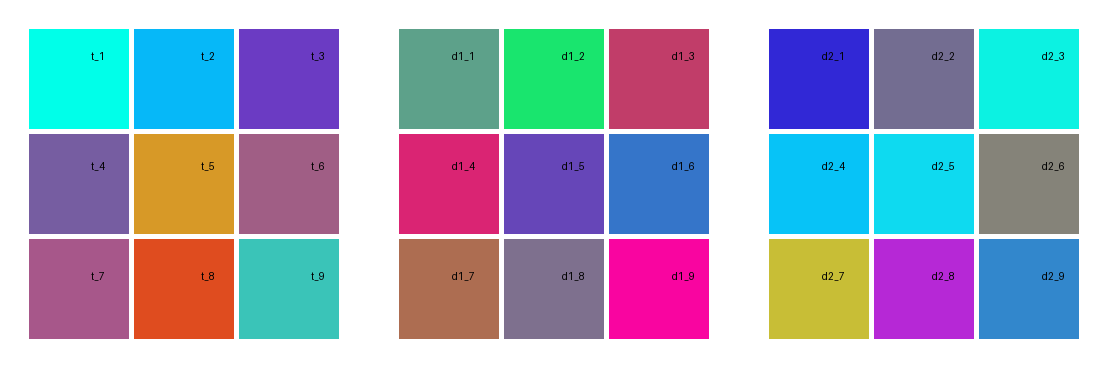 t_1 t_2 t_3 d1_1 d1_2 d1_3 d2_1 d2_2 d2_3
t_4 t_5 t_6 d1_4 d1_5 d1_6 d2_4 d2_5 d2_6
t_7 t_8 t_9 d1_7 d1_8 d1_9 d2_7 d2_8 d2_9